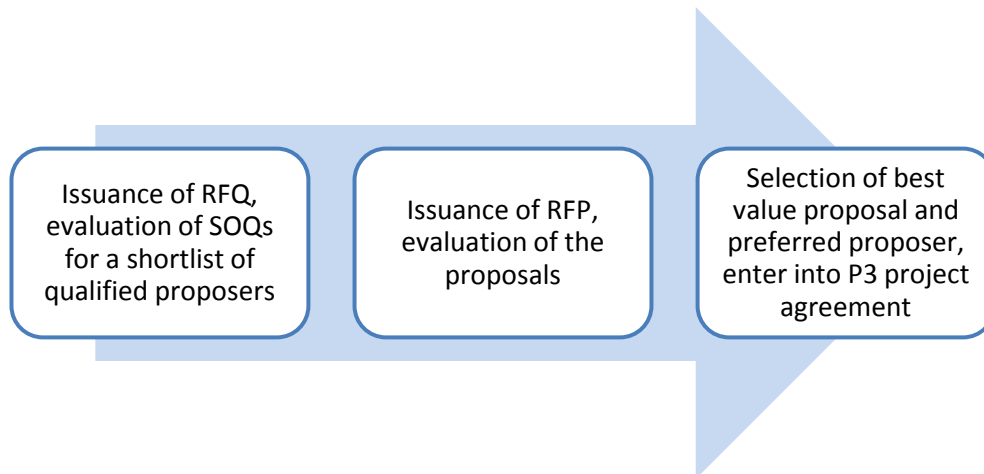 Issuance of RFQ,
evaluation of SOQs
for a shortlist of
qualified proposers
Issuance of RFP,
evaluation of the
proposals
Selection of best
value proposal and
preferred proposer,
enter into P3 project
agreement